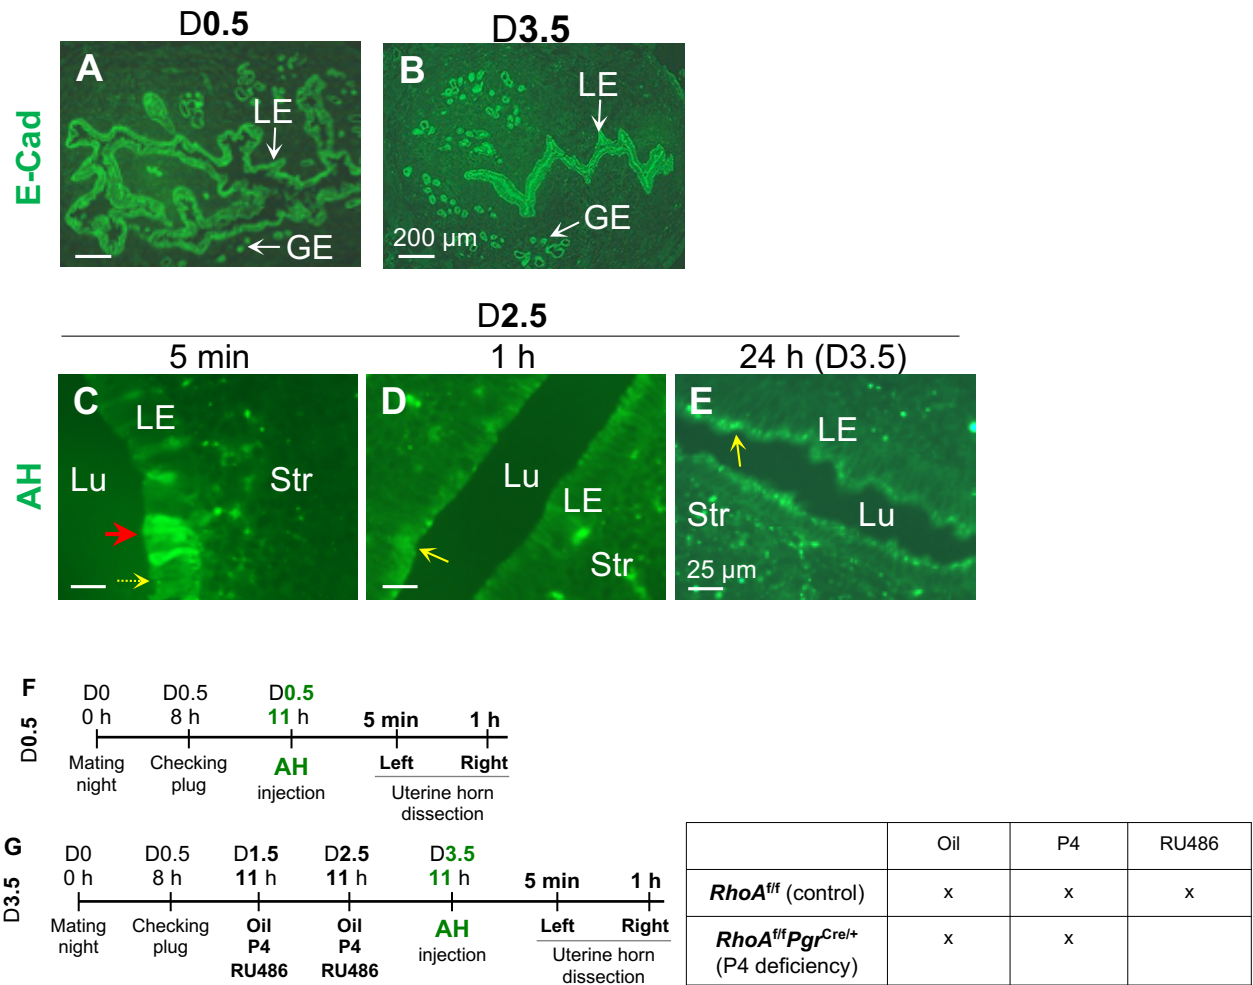 D0.5
D3.5
E-Cad
A
LE
GE
B
LE
GE
200 µm
D2.5
5 min
1 h
24 h (D3.5)
AH
C
LE
Lu
Str
D
Lu
LE
Str
E
LE
Str
Lu
25 µm
F
D0.5
D0
0 h
D0.5
8 h
D0.5
11 h
5 min
1 h
Mating
night
Checking
plug
AH
injection
Left
Right
Uterine horn
dissection
G
D3.5
D0
0 h
D0.5
8 h
D1.5
11 h
D2.5
11 h
D3.5
11 h
5 min
1 h
Mating
night
Checking
plug
Oil
P4
RU486
Oil
P4
RU486
AH
injection
Left
Right
Uterine horn
dissection
Oil P4 RU486
RhoAf/f (control) x x x
RhoAf/fPgrCre/+ x x
(P4 deficiency)